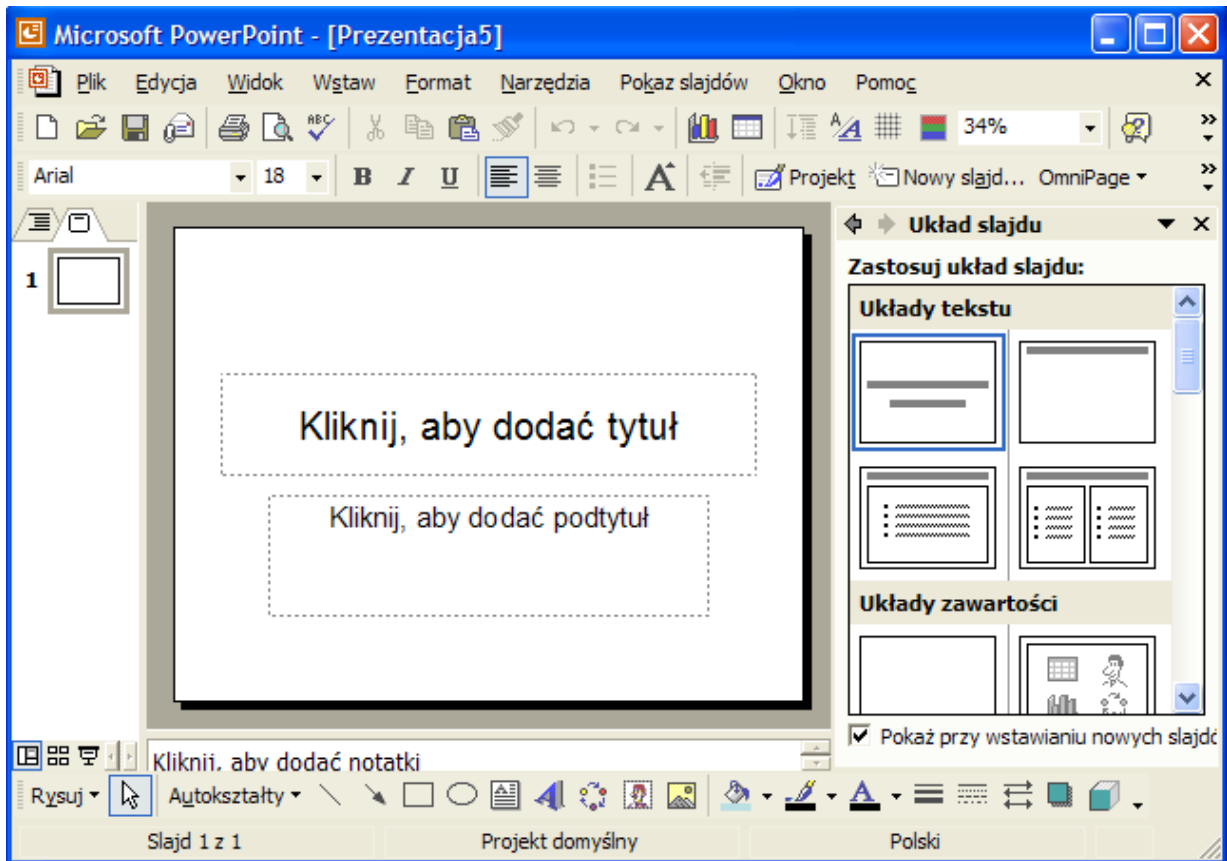 Microsoft PowerPoint - [Prezentacja5]
Plik Edycja Widok Wstaw Format Narzędzia Pokaz slajdów Okno Pomoc
ABC 34%
Arial 18 B I U A Projekt Nowy slajd... OmniPage
Układ slajdu
1
Zastosuj układ slajdu:
Układy tekstu
Kliknij, aby dodać tytuł
Kliknij, aby dodać podtytuł
Układy zawartości
Pokaż przy wstawianiu nowych slajdó
Kliknij, aby dodać notatki
Rysuj Autokształty
Slajd 1 z 1 Projekt domyślny Polski